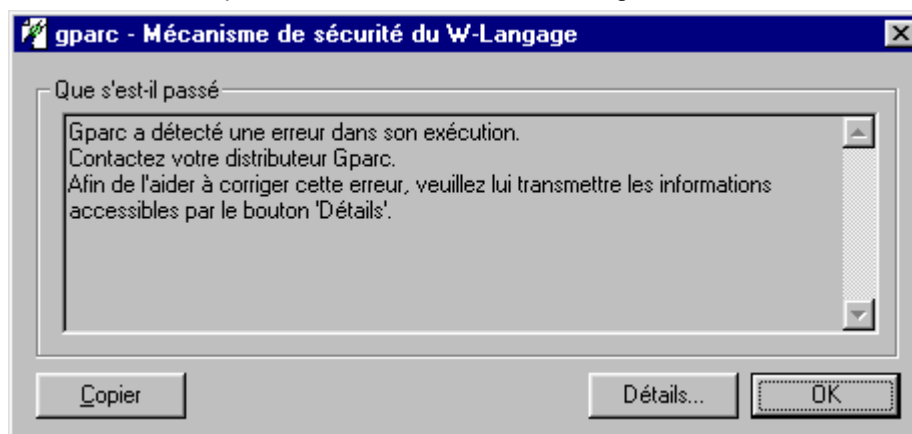 gparc - Mécanisme de sécurité du W-Langage
Que s'est-il passé
Gparc a détecté une erreur dans son exécution.
Contactez votre distributeur Gparc.
Afin de l'aider à corriger cette erreur, veuillez lui transmettre les informations
accessibles par le bouton 'Détails'.
Copier
Détails...
OK